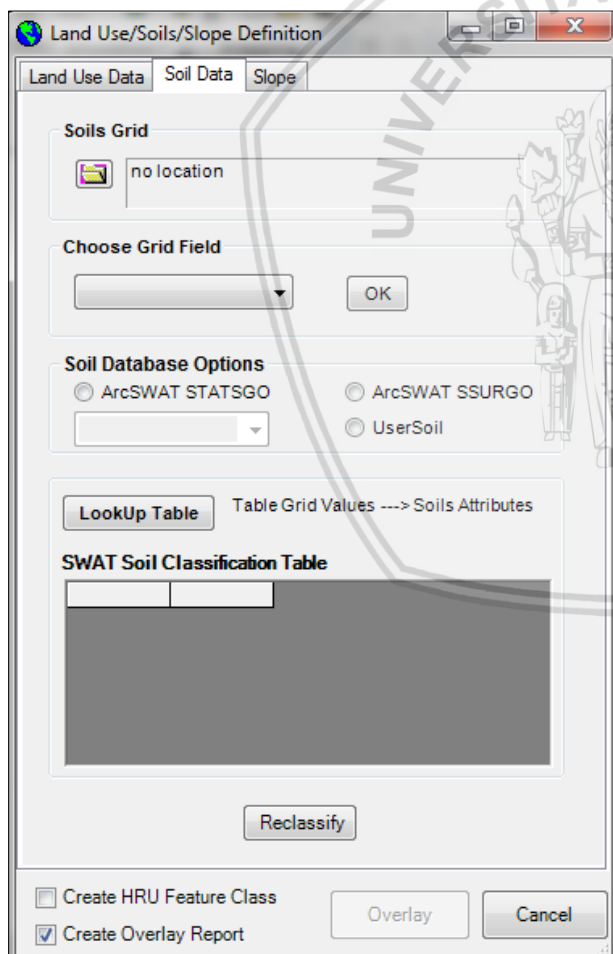 Land Use/Soils/Slope Definition
Land Use Data Soil Data Slope
Soils Grid
no location
Choose Grid Field
OK
Soil Database Options
ArcSWAT STATSGO ArcSWAT SSURGO
UserSoil
LookUp Table Table Grid Values ---> Soils Attributes
SWAT Soil Classification Table
Reclassify
Create HRU Feature Class
Create Overlay Report
Overlay Cancel